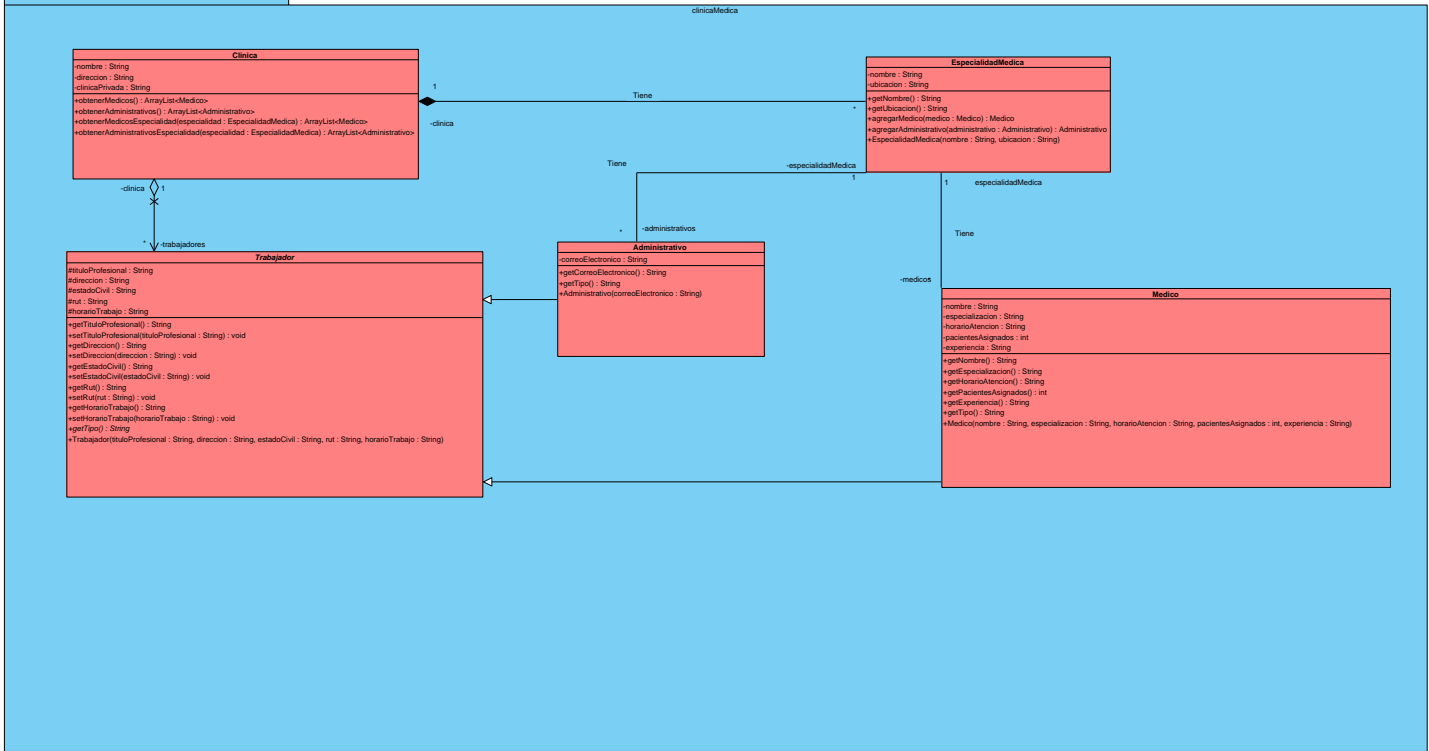 clinicaMedica
Clinica
-nombre : String
-direccion : String
-clinicaPrivada : String
+obtenerMedicos() : ArrayList<Medico>
+obtenerAdministrativos() : ArrayList<Administrativo>
+obtenerMedicosEspecialidad(especialidad : EspecialidadMedica) : ArrayList<Medico>
+obtenerAdministrativosEspecialidad(especialidad : EspecialidadMedica) : ArrayList<Administrativo>
1
-clinica
Tiene
*
EspecialidadMedica
-nombre : String
-ubicacion : String
+getNombre() : String
+getUbicacion() : String
+agregarMedico(medico : Medico) : Medico
+agregarAdministrativo(administrativo : Administrativo) : Administrativo
+EspecialidadMedica(nombre : String, ubicacion : String)
Tiene
-especialidadMedica
1
*
-administrativos
1
especialidadMedica
Tiene
-medicos
*
-clinica
1
*
-trabajadores
Trabajador
#tituloProfesional : String
#direccion : String
#estadoCivil : String
#rut : String
#horarioTrabajo : String
+getTituloProfesional() : String
+setTituloProfesional(tituloProfesional : String) : void
+getDireccion() : String
+setDireccion(direccion : String) : void
+getEstadoCivil() : String
+setEstadoCivil(estadoCivil : String) : void
+getRut() : String
+setRut(rut : String) : void
+getHorarioTrabajo() : String
+setHorarioTrabajo(horarioTrabajo : String) : void
+getTipo() : String
+Trabajador(tituloProfesional : String, direccion : String, estadoCivil : String, rut : String, horarioTrabajo : String)
Administrativo
-correoElectronico : String
+getCorreoElectronico() : String
+getTipo() : String
+Administrativo(correoElectronico : String)
Medico
-nombre : String
-especializacion : String
-horarioAtencion : String
-pacientesAsignados : int
-experiencia : String
+getNombre() : String
+getEspecializacion() : String
+getHorarioAtencion() : String
+getPacientesAsignados() : int
+getExperiencia() : String
+getTipo() : String
+Medico(nombre : String, especializacion : String, horarioAtencion : String, pacientesAsignados : int, experiencia : String)